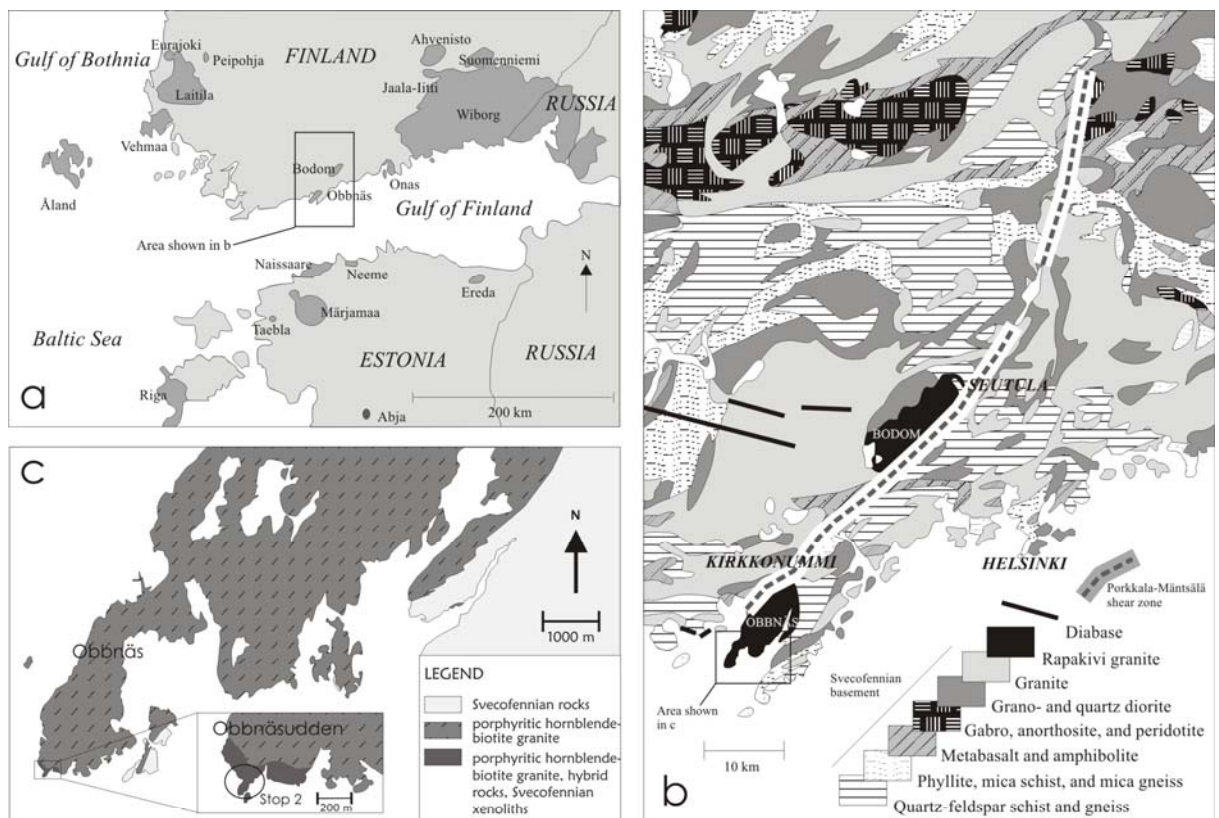 Gulf of Bothnia
Eurajoki
Peipohja
Laitila
FINLAND
Ahvenisto
Suomenniemi
Jaala-Iitti
Wiborg
RUSSIA
Vehmaa
Åland
Bodom
Obbnäs
Onas
Gulf of Finland
Area shown in b
Naissaare
Neeme
Ereda
N
Märjamaa
Taebla
Baltic Sea
ESTONIA
RUSSIA
Riga
Abja
200 km
a
SEUTULA
BODOM
KIRKKONUMMI
HELSINKI
OBBNÄS
Porkkala-Mäntsälä
shear zone
Diabase
Rapakivi granite
Svecofennian
basement
Granite
Grano- and quartz diorite
Gabro, anorthosite, and peridotite
Metabasalt and amphibolite
Phyllite, mica schist, and mica gneiss
Quartz-feldspar schist and gneiss
Area shown
in c
10 km
b
c
N
1000 m
Obbnäs
Obbnäsudden
Stop 2
200 m
LEGEND
Svecofennian rocks
porphyritic hornblende-
biotite granite
porphyritic hornblende-
biotite granite, hybrid
rocks, Svecofennian
xenoliths